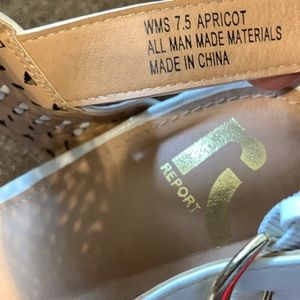 WMS 7.5 APRICOT
ALL MAN MADE MATERIALS
MADE IN CHINA
r
REPORT